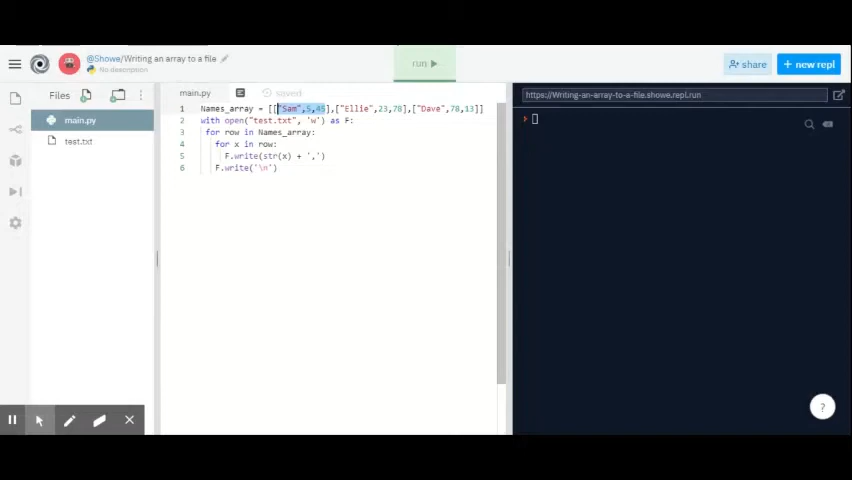 @Showe/Writing an array to a file
No description
run
share
+ new repl
Files
main.py
test.txt
main.py
saved
1 Names_array = [["Sam",5,45],["Ellie",23,78],["Dave",78,13]]
2 with open("test.txt", 'w') as F:
3 for row in Names_array:
4 for x in row:
5 F.write(str(x) + ',')
6 F.write('\n')
https://Writing-an-array-to-a-file.showe.repl.run
?